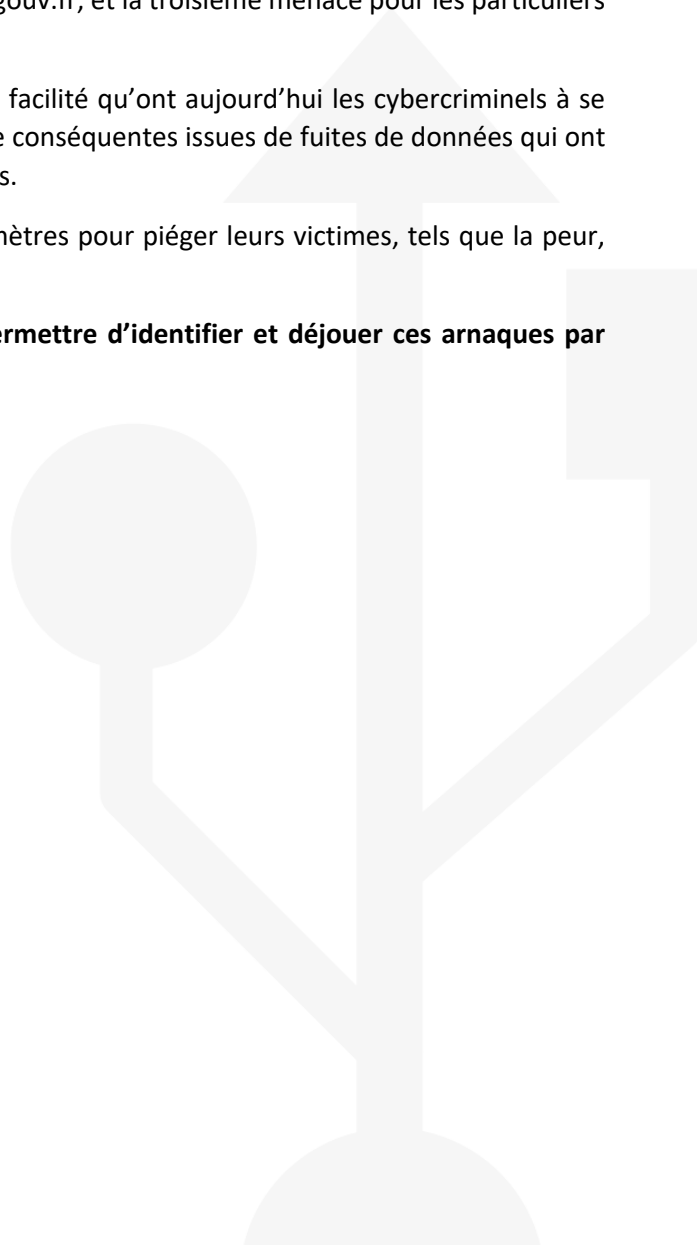 gouv.fr, et la troisième menace pour les particuliers
facilité qu’ont aujourd’hui les cybercriminels à se
conséquentes issues de fuites de données qui ont
s.
mètres pour piéger leurs victimes, tels que la peur,
ermettre d’identifier et déjouer ces arnaques par